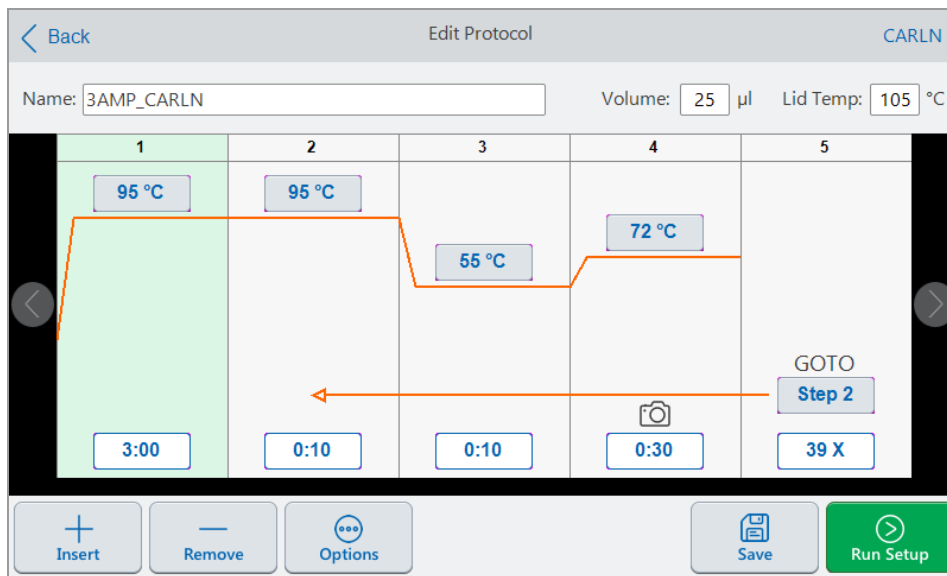 Back
Edit Protocol
CARLN
Name: 3AMP_CARLN
Volume: 25 µl
Lid Temp: 105 °C
1 2 3 4 5
95 °C 95 °C
72 °C
55 °C
GOTO
Step 2
3:00 0:10 0:10 0:30 39 X
Insert
Remove
Options
Save
Run Setup